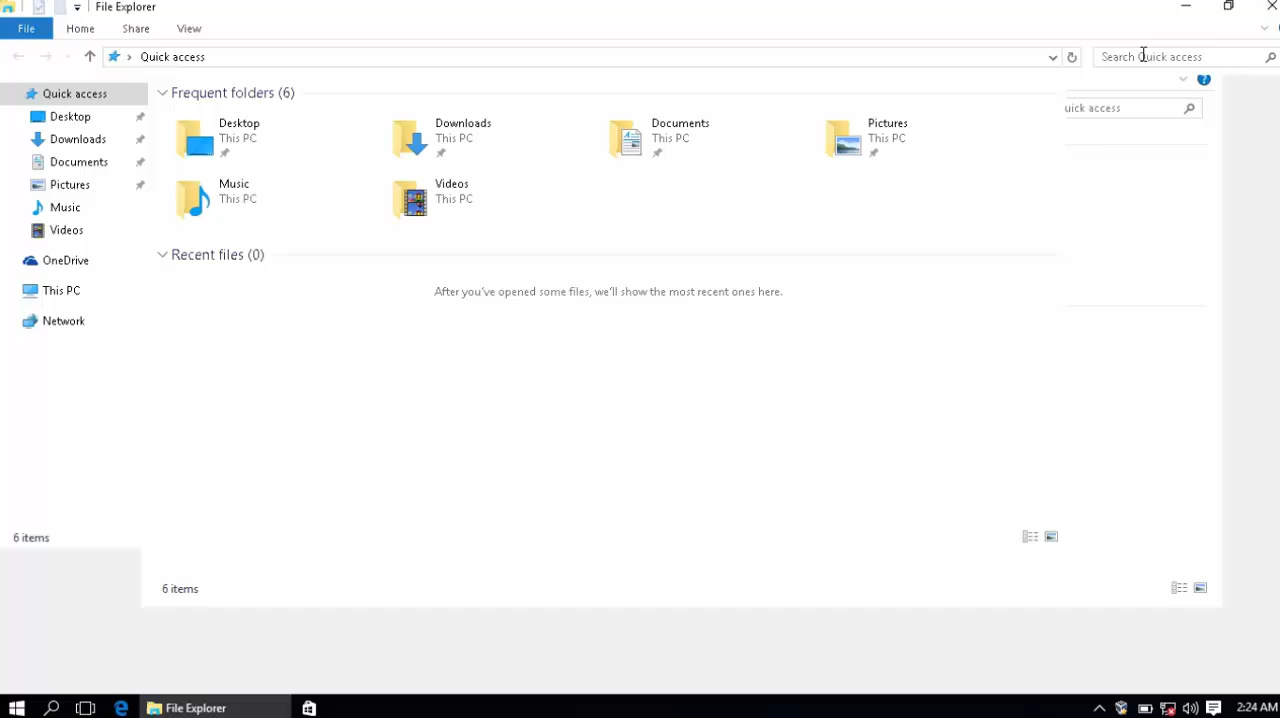 File Explorer
File Home Share View
Quick access
Search Quick access
uick access
Quick access
Desktop
Downloads
Documents
Pictures
Music
Videos
OneDrive
This PC
Network
Frequent folders (6)
Desktop
This PC
Downloads
This PC
Documents
This PC
Pictures
This PC
Music
This PC
Videos
This PC
Recent files (0)
After you've opened some files, we'll show the most recent ones here.
6 items
6 items
File Explorer
2:24 AM